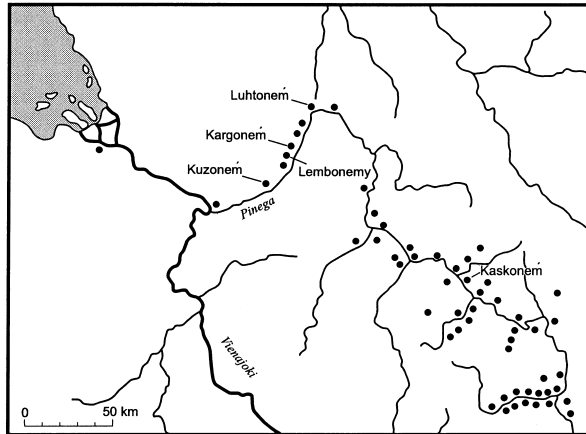 Luhtoneḿ
Kargoneḿ
Lembonemy
Kuzoneḿ
Pinega
Kaskoneḿ
Vienajoki
0 50 km